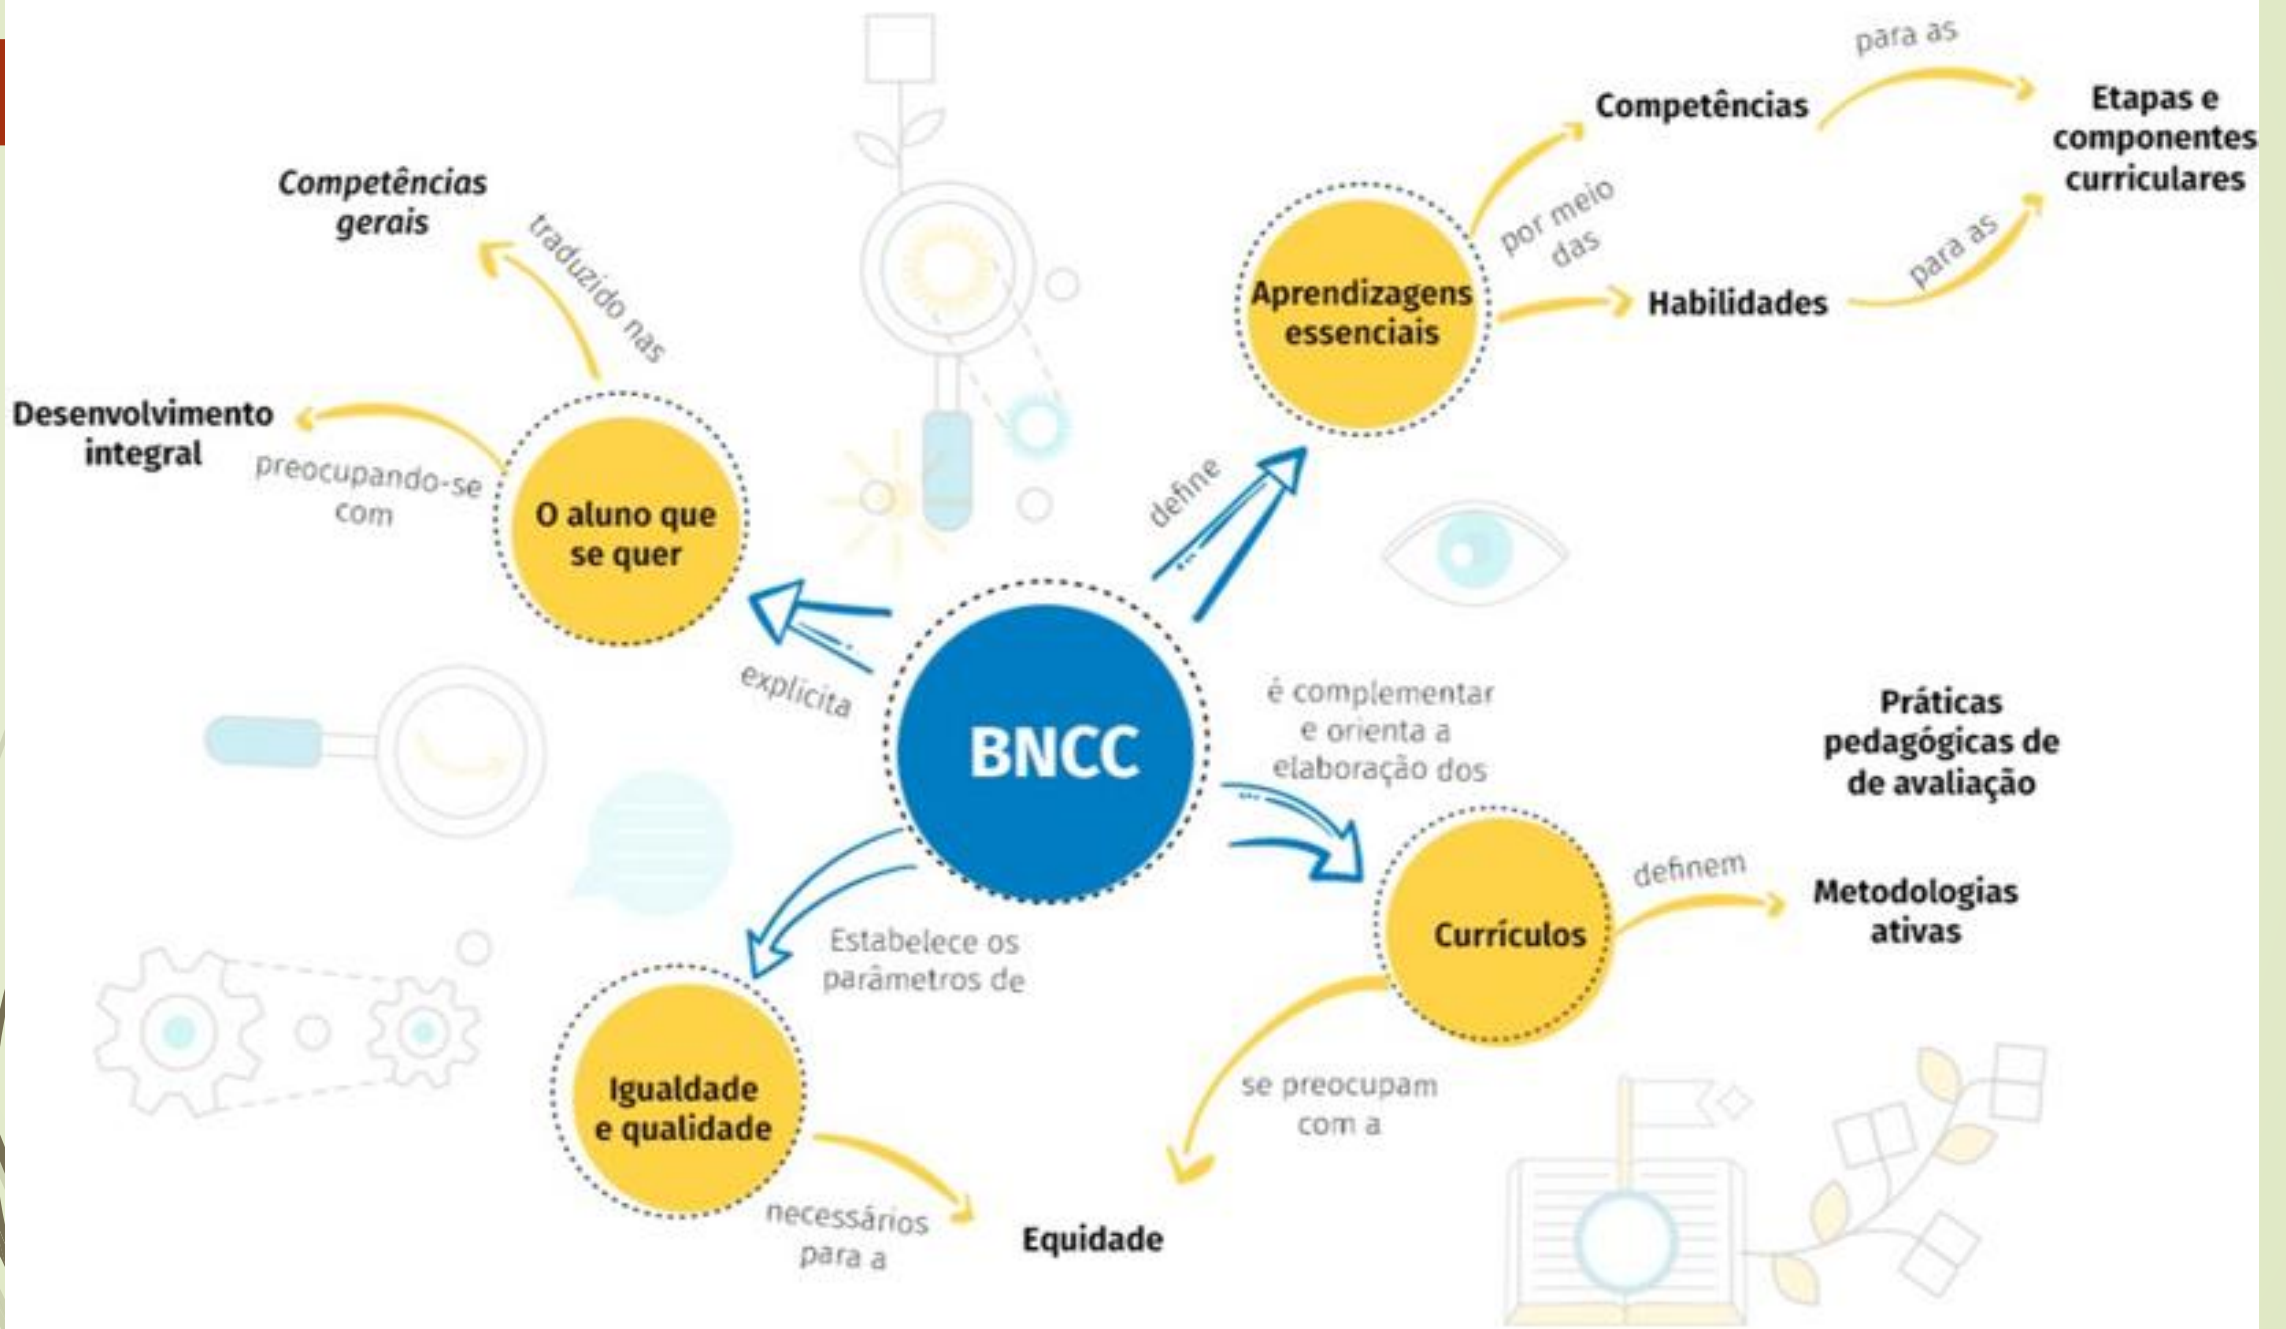 para as
Competências
Etapas e
componentes
curriculares
por meio
das
Aprendizagens
essenciais
Habilidades
para as
Competências
gerais
traduzido nas
Desenvolvimento
integral
preocupando-se
com
O aluno que
se quer
explicita
define
BNCC
é complementar
e orienta a
elaboração dos
Práticas
pedagógicas de
de avaliação
Currículos
definem
Metodologias
ativas
Estabelece os
parâmetros de
Igualdade
e qualidade
necessários
para a
Equidade
se preocupam
com a